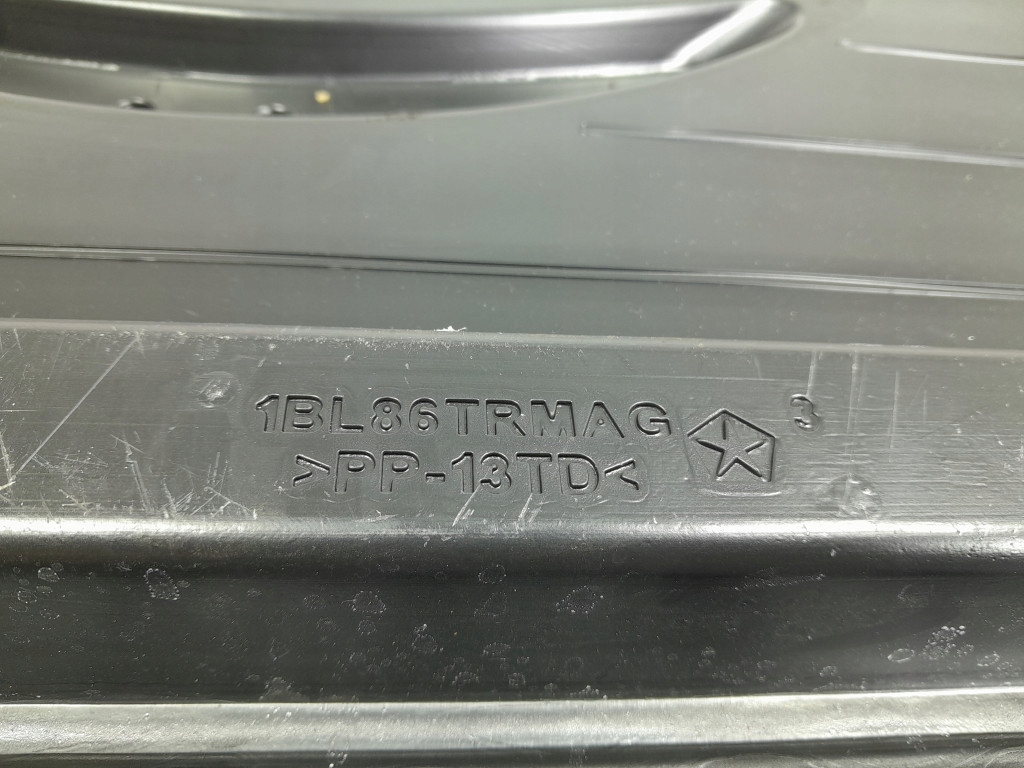 1BL86TRMAG 3
>PP-13TD<